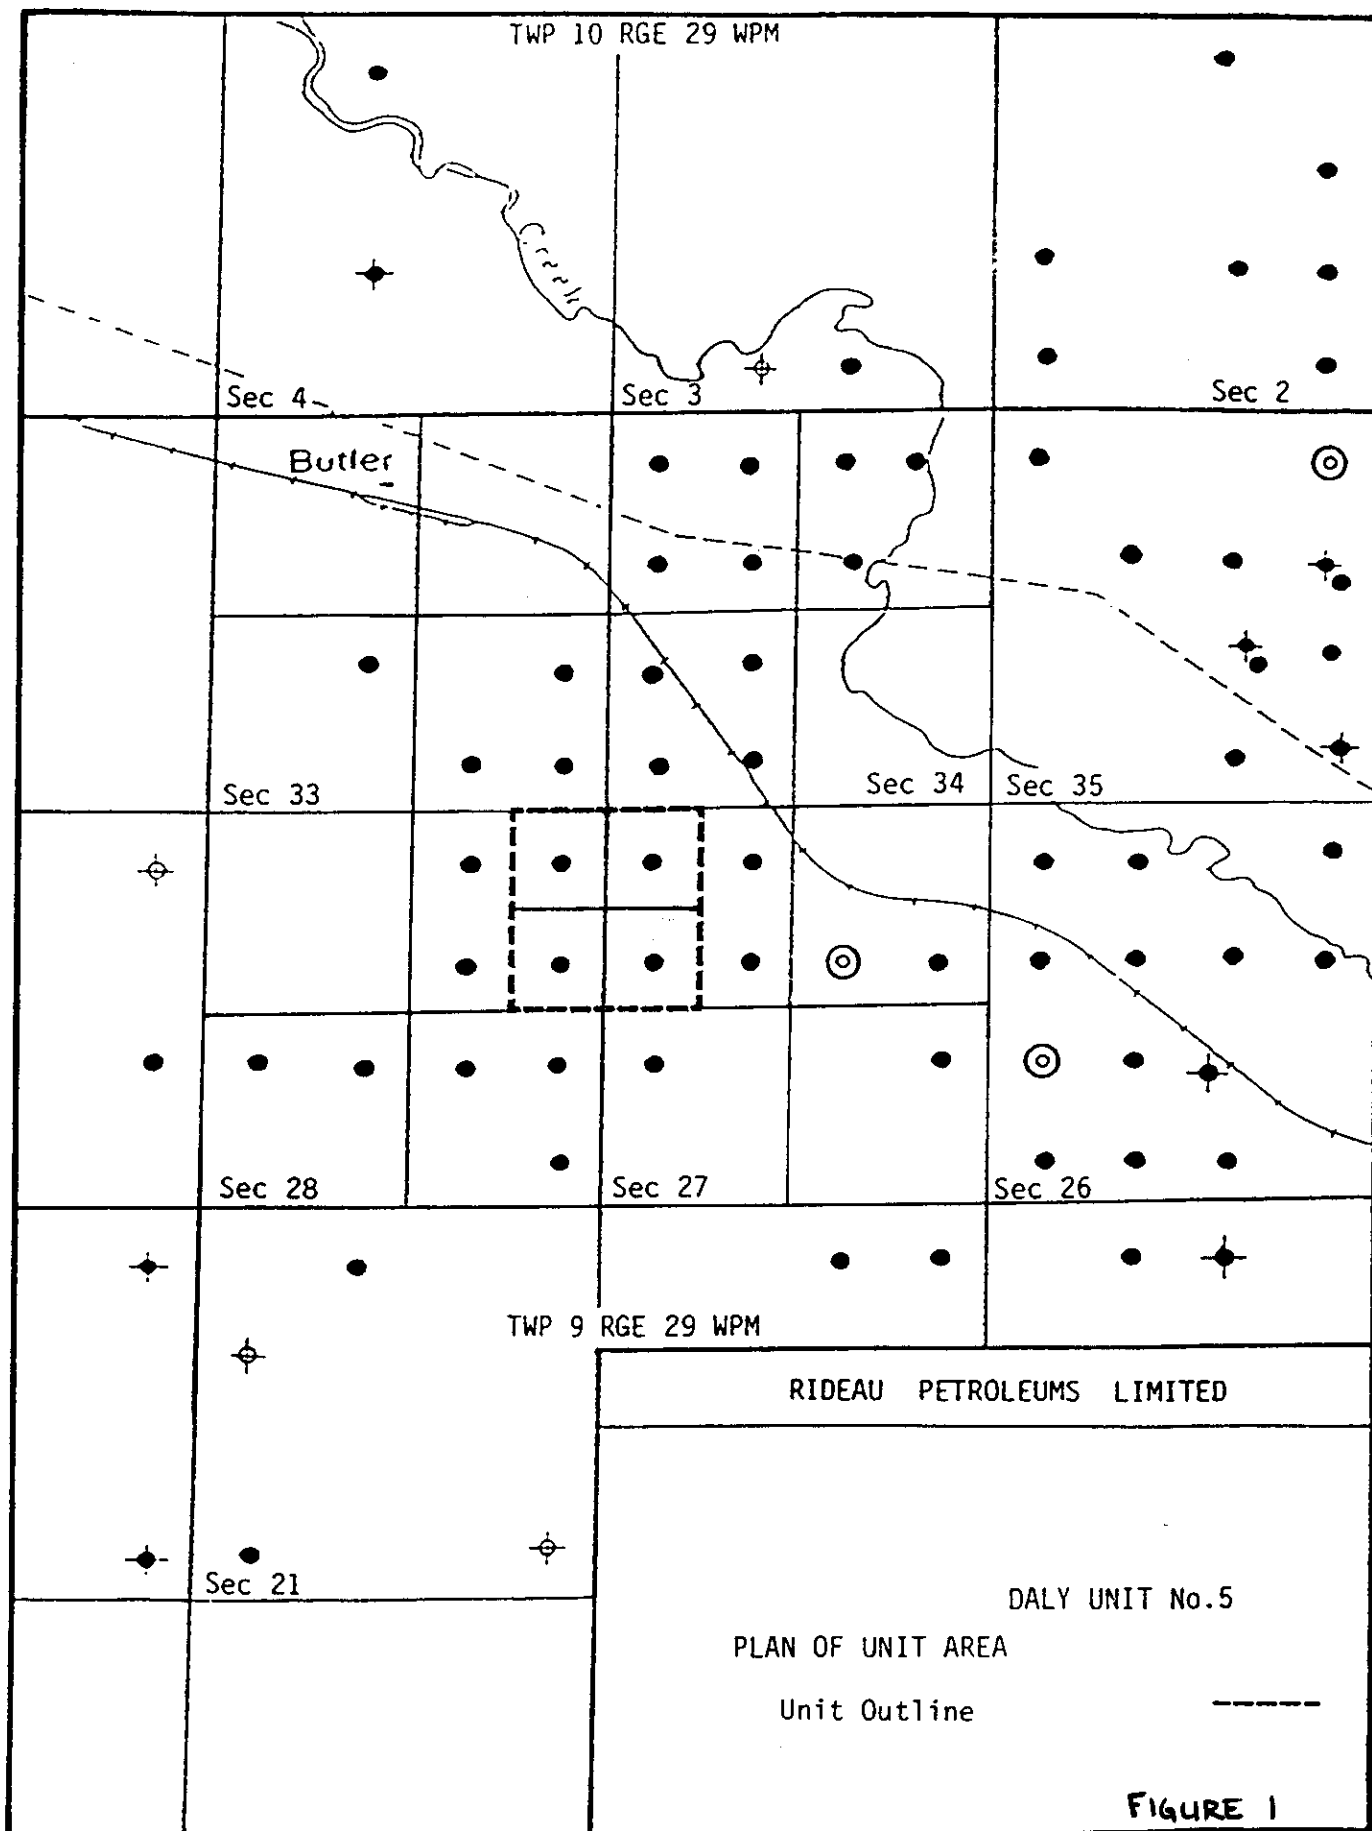 TWP 10 RGE 29 WPM
Creek
Sec 4
Sec 3
Sec 2
Butler
Sec 33
Sec 34
Sec 35
Sec 28
Sec 27
Sec 26
TWP 9 RGE 29 WPM
RIDEAU PETROLEUMS LIMITED
Sec 21
DALY UNIT No.5
PLAN OF UNIT AREA
Unit Outline
FIGURE 1